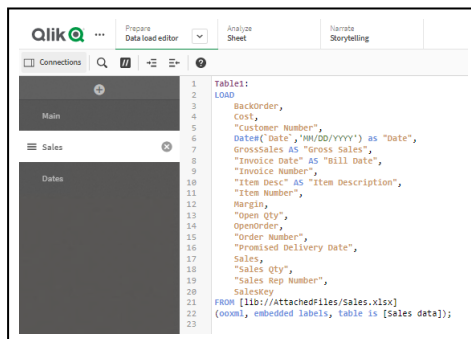 Qlik
Prepare
Data load editor
Analyze
Sheet
Narrate
Storytelling
Connections
Main
Sales
Dates
1 Table1:
2 LOAD
3 BackOrder,
4 Cost,
5 "Customer Number",
6 Date#(`Date`,'MM/DD/YYYY') as "Date",
7 GrossSales AS "Gross Sales",
8 "Invoice Date" AS "Bill Date",
9 "Invoice Number",
10 "Item Desc" AS "Item Description",
11 "Item Number",
12 Margin,
13 "Open Qty",
14 OpenOrder,
15 "Order Number",
16 "Promised Delivery Date",
17 Sales,
18 "Sales Qty",
19 "Sales Rep Number",
20 SalesKey
21 FROM [lib://AttachedFiles/Sales.xlsx]
22 (ooxml, embedded labels, table is [Sales data]);
23